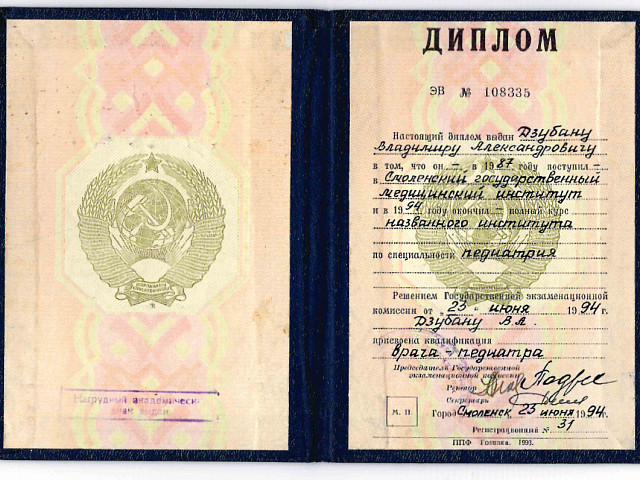 Нагрудный академический
знак выдан
ДИПЛОМ
ЭВ № 108335
Настоящий диплом выдан Дзубану
Владимиру Александровичу
в том, что он – в 1987 году поступил –
в Смоленский государственный
медицинский институт
и в 1994 году окончил – полный курс
названного института
по специальности педиатрия
Решением Государственной экзаменационной
комиссии от „23“ июня 1994г.
Дзубану В.А.
присвоена квалификация
врача-педиатра
Председатель Государственной
экзаменационной комиссии
Ректор
Секретарь
М. П.
Город Смоленск, 23 июня 1994г.
Регистрационный № 31
ППФ Гознака. 1993.